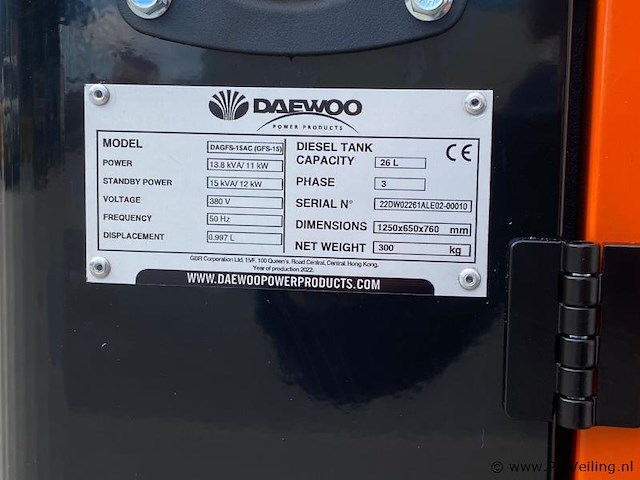 DAEWOO
POWER PRODUCTS
MODEL DAGFS-15AC (GFS-15)
POWER 13.8 kVA/ 11 kW
STANDBY POWER 15 kVA/ 12 kW
VOLTAGE 380 V
FREQUENCY 50 Hz
DISPLACEMENT 0.997 L
DIESEL TANK
CAPACITY 26 L
CE
PHASE 3
SERIAL N° 22DW02261ALE02-00010
DIMENSIONS 1250x650x760 mm
NET WEIGHT 300 kg
GBR Corporation Ltd. 15/F, 100 Queen's. Road Central, Central. Hong Kong.
Year of production 2022.
WWW.DAEWOOPOWERPRODUCTS.COM